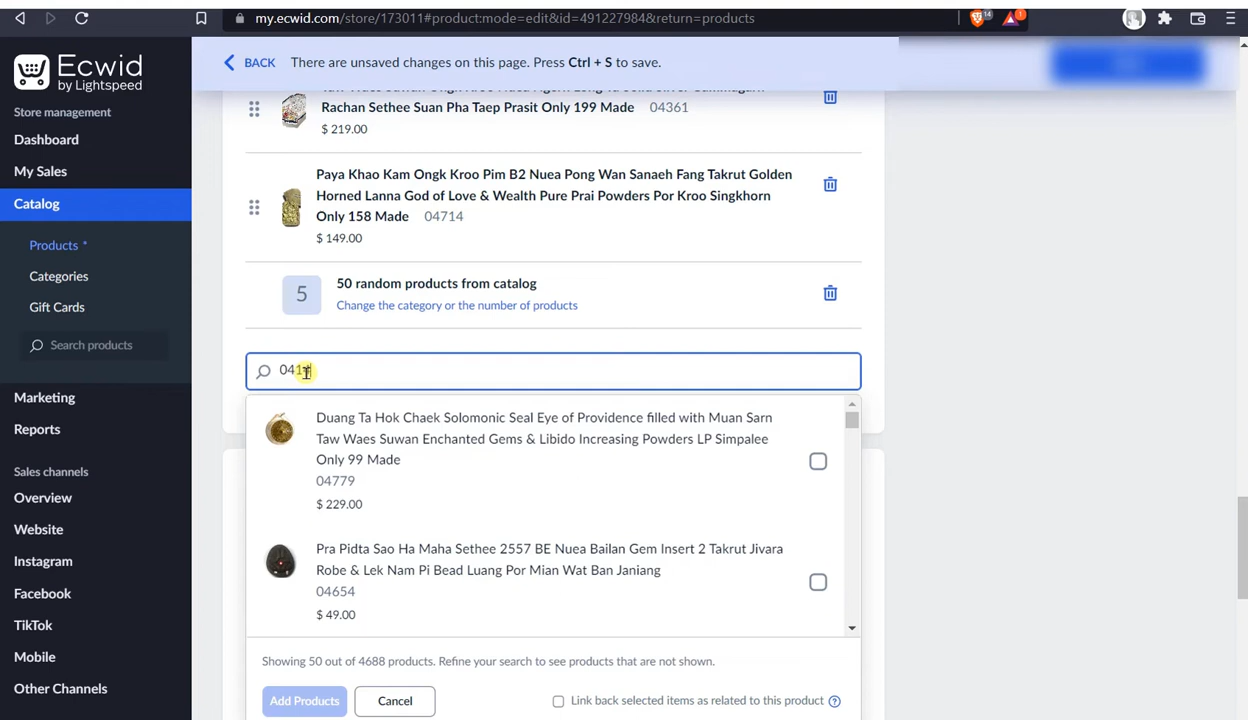 my.ecwid.com/store/173011#product:mode=edit&id=491227984&return=products
14
1
Ecwid
by Lightspeed
BACK
There are unsaved changes on this page. Press Ctrl + S to save.
Store management
Dashboard
My Sales
Catalog
Products *
Categories
Gift Cards
Search products
Marketing
Reports
Sales channels
Overview
Website
Instagram
Facebook
TikTok
Mobile
Other Channels
Rachan Sethee Suan Pha Taep Prasit Only 199 Made 04361
$ 219.00
Paya Khao Kam Ongk Kroo Pim B2 Nuea Pong Wan Sanaeh Fang Takrut Golden
Horned Lanna God of Love & Wealth Pure Prai Powders Por Kroo Singkhorn
Only 158 Made 04714
$ 149.00
5
50 random products from catalog
Change the category or the number of products
Duang Ta Hok Chaek Solomonic Seal Eye of Providence filled with Muan Sarn
Taw Waes Suwan Enchanted Gems & Libido Increasing Powders LP Simpalee
Only 99 Made
04779
$ 229.00
Pra Pidta Sao Ha Maha Sethee 2557 BE Nuea Bailan Gem Insert 2 Takrut Jivara
Robe & Lek Nam Pi Bead Luang Por Mian Wat Ban Janiang
04654
$ 49.00
Showing 50 out of 4688 products. Refine your search to see products that are not shown.
Add Products
Cancel
Link back selected items as related to this product